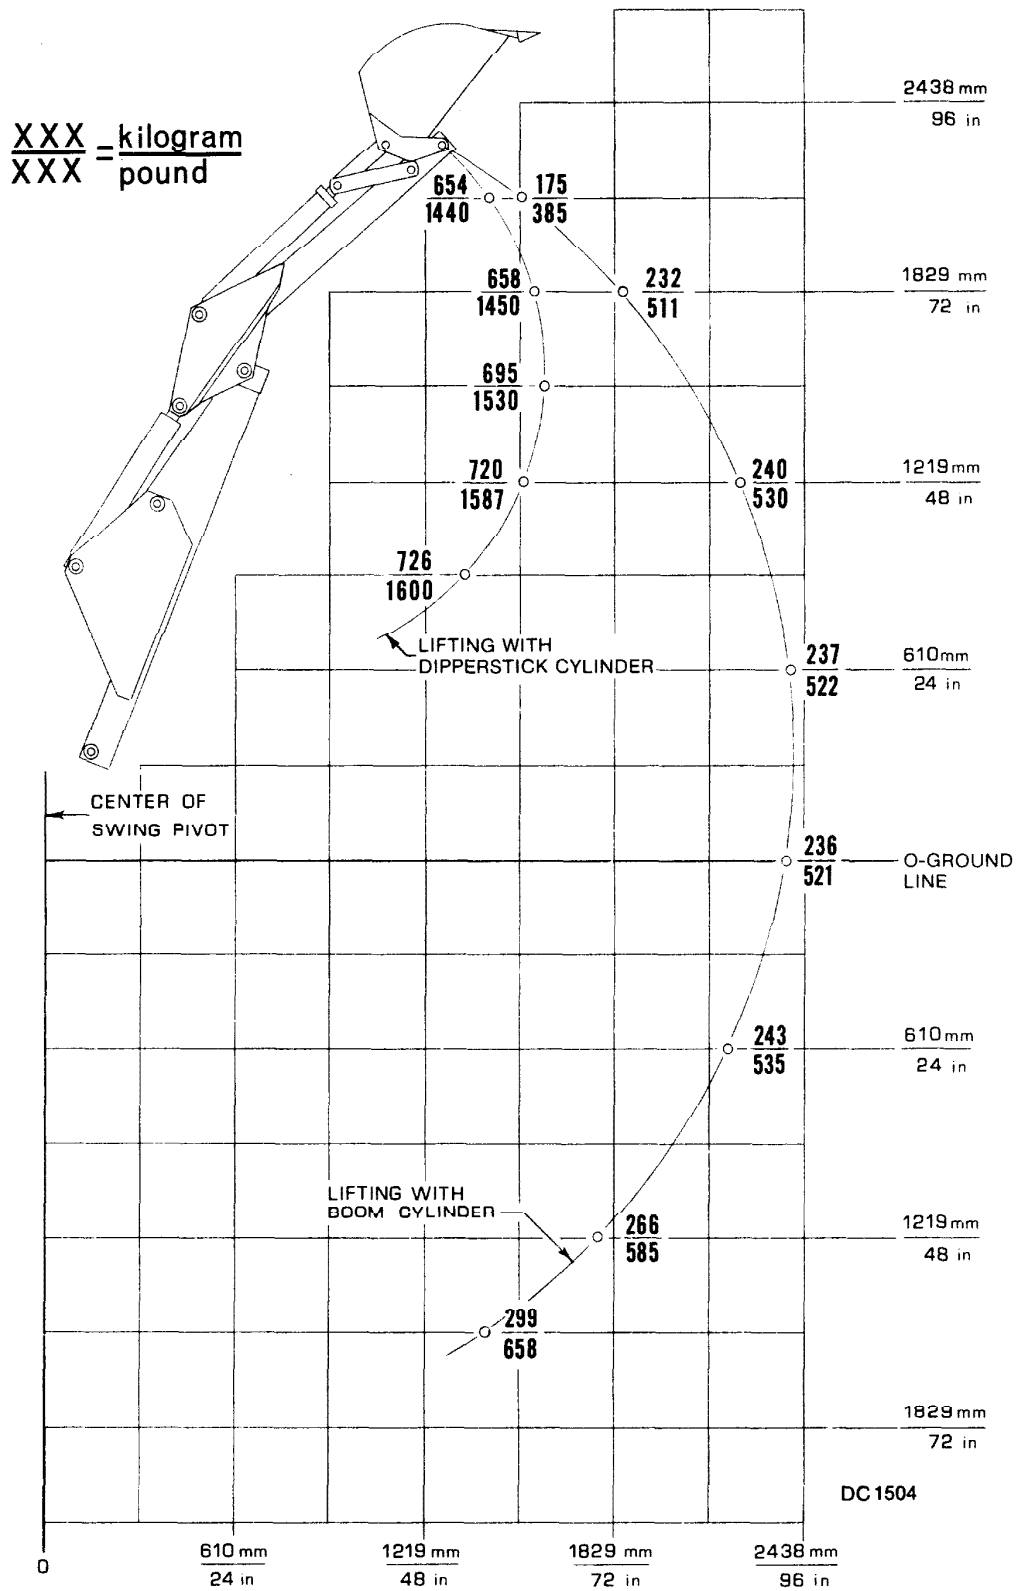 2438 mm
96 in
XXX
XXX
=
kilogram
pound
654
1440
175
385
658
1450
232
511
1829 mm
72 in
695
1530
720
1587
240
530
1219 mm
48 in
726
1600
LIFTING WITH
DIPPERSTICK CYLINDER
237
522
610 mm
24 in
CENTER OF
SWING PIVOT
236
521
O-GROUND
LINE
243
535
610 mm
24 in
LIFTING WITH
BOOM CYLINDER
266
585
1219 mm
48 in
299
658
1829 mm
72 in
DC 1504
0
610 mm
24 in
1219 mm
48 in
1829 mm
72 in
2438 mm
96 in